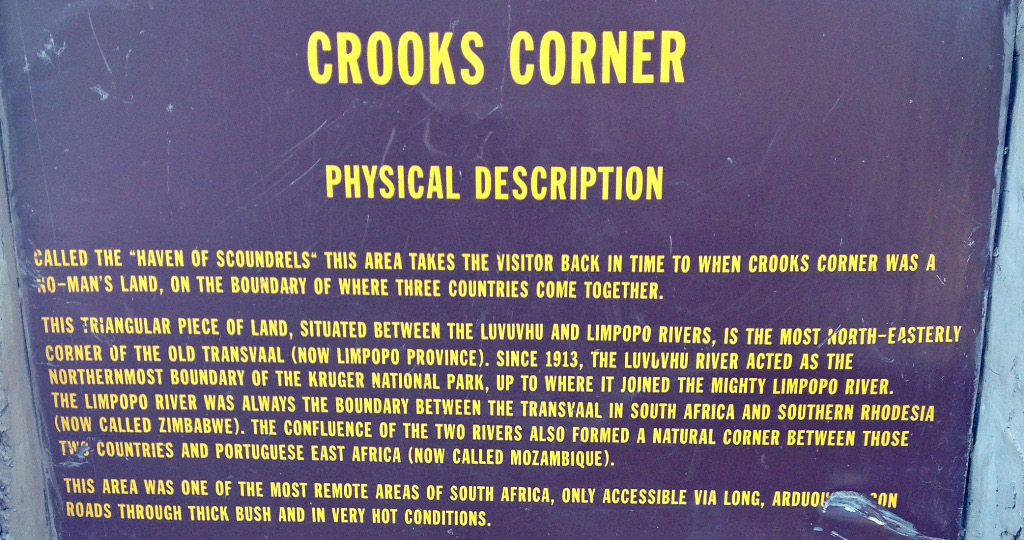 CROOKS CORNER
PHYSICAL DESCRIPTION
CALLED THE “HAVEN OF SCOUNDRELS“ THIS AREA TAKES THE VISITOR BACK IN TIME TO WHEN CROOKS CORNER WAS A
NO–MAN'S LAND, ON THE BOUNDARY OF WHERE THREE COUNTRIES COME TOGETHER.
THIS TRIANGULAR PIECE OF LAND, SITUATED BETWEEN THE LUVUVHU AND LIMPOPO RIVERS, IS THE MOST NORTH–EASTERLY
CORNER OF THE OLD TRANSVAAL (NOW LIMPOPO PROVINCE). SINCE 1913, THE LUVUVHU RIVER ACTED AS THE
NORTHERNMOST BOUNDARY OF THE KRUGER NATIONAL PARK, UP TO WHERE IT JOINED THE MIGHTY LIMPOPO RIVER.
THE LIMPOPO RIVER WAS ALWAYS THE BOUNDARY BETWEEN THE TRANSVAAL IN SOUTH AFRICA AND SOUTHERN RHODESIA
(NOW CALLED ZIMBABWE). THE CONFLUENCE OF THE TWO RIVERS ALSO FORMED A NATURAL CORNER BETWEEN THOSE
TWO COUNTRIES AND PORTUGUESE EAST AFRICA (NOW CALLED MOZAMBIQUE).
THIS AREA WAS ONE OF THE MOST REMOTE AREAS OF SOUTH AFRICA, ONLY ACCESSIBLE VIA LONG, ARDUOUS
ROADS THROUGH THICK BUSH AND IN VERY HOT CONDITIONS.